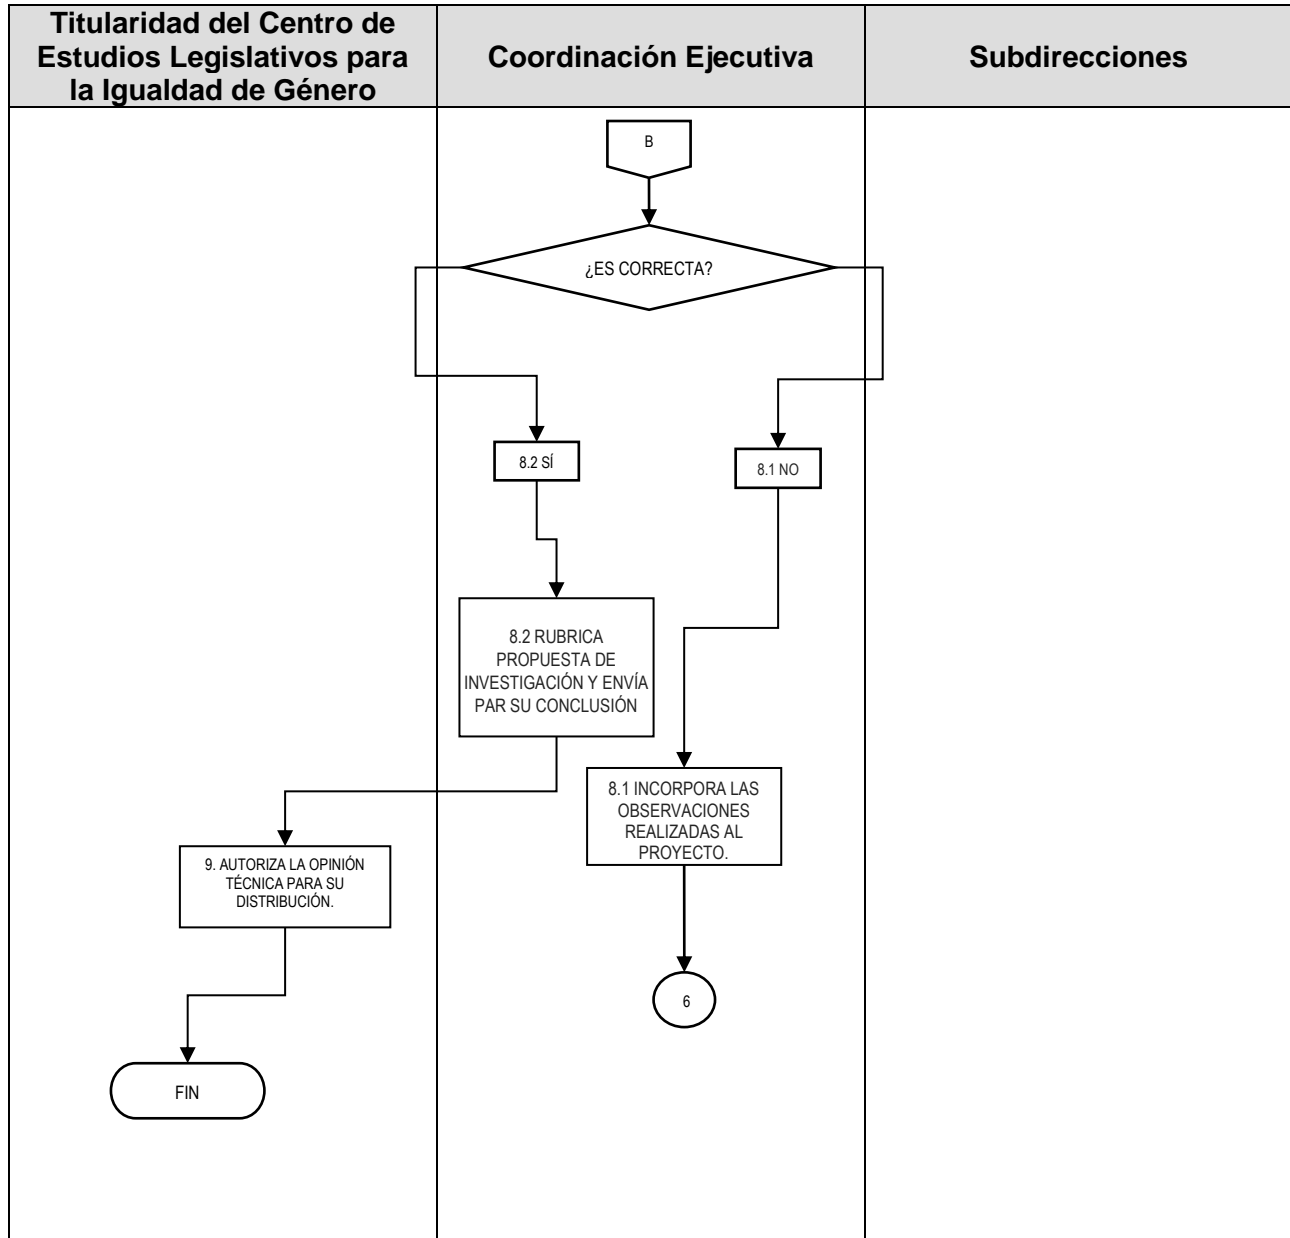 Titularidad del Centro de
Estudios Legislativos para
la Igualdad de Género
Coordinación Ejecutiva
Subdirecciones
B
¿ES CORRECTA?
8.2 SÍ
8.1 NO
8.2 RUBRICA
PROPUESTA DE
INVESTIGACIÓN Y ENVÍA
PAR SU CONCLUSIÓN
8.1 INCORPORA LAS
OBSERVACIONES
REALIZADAS AL
PROYECTO.
9. AUTORIZA LA OPINIÓN
TÉCNICA PARA SU
DISTRIBUCIÓN.
6
FIN